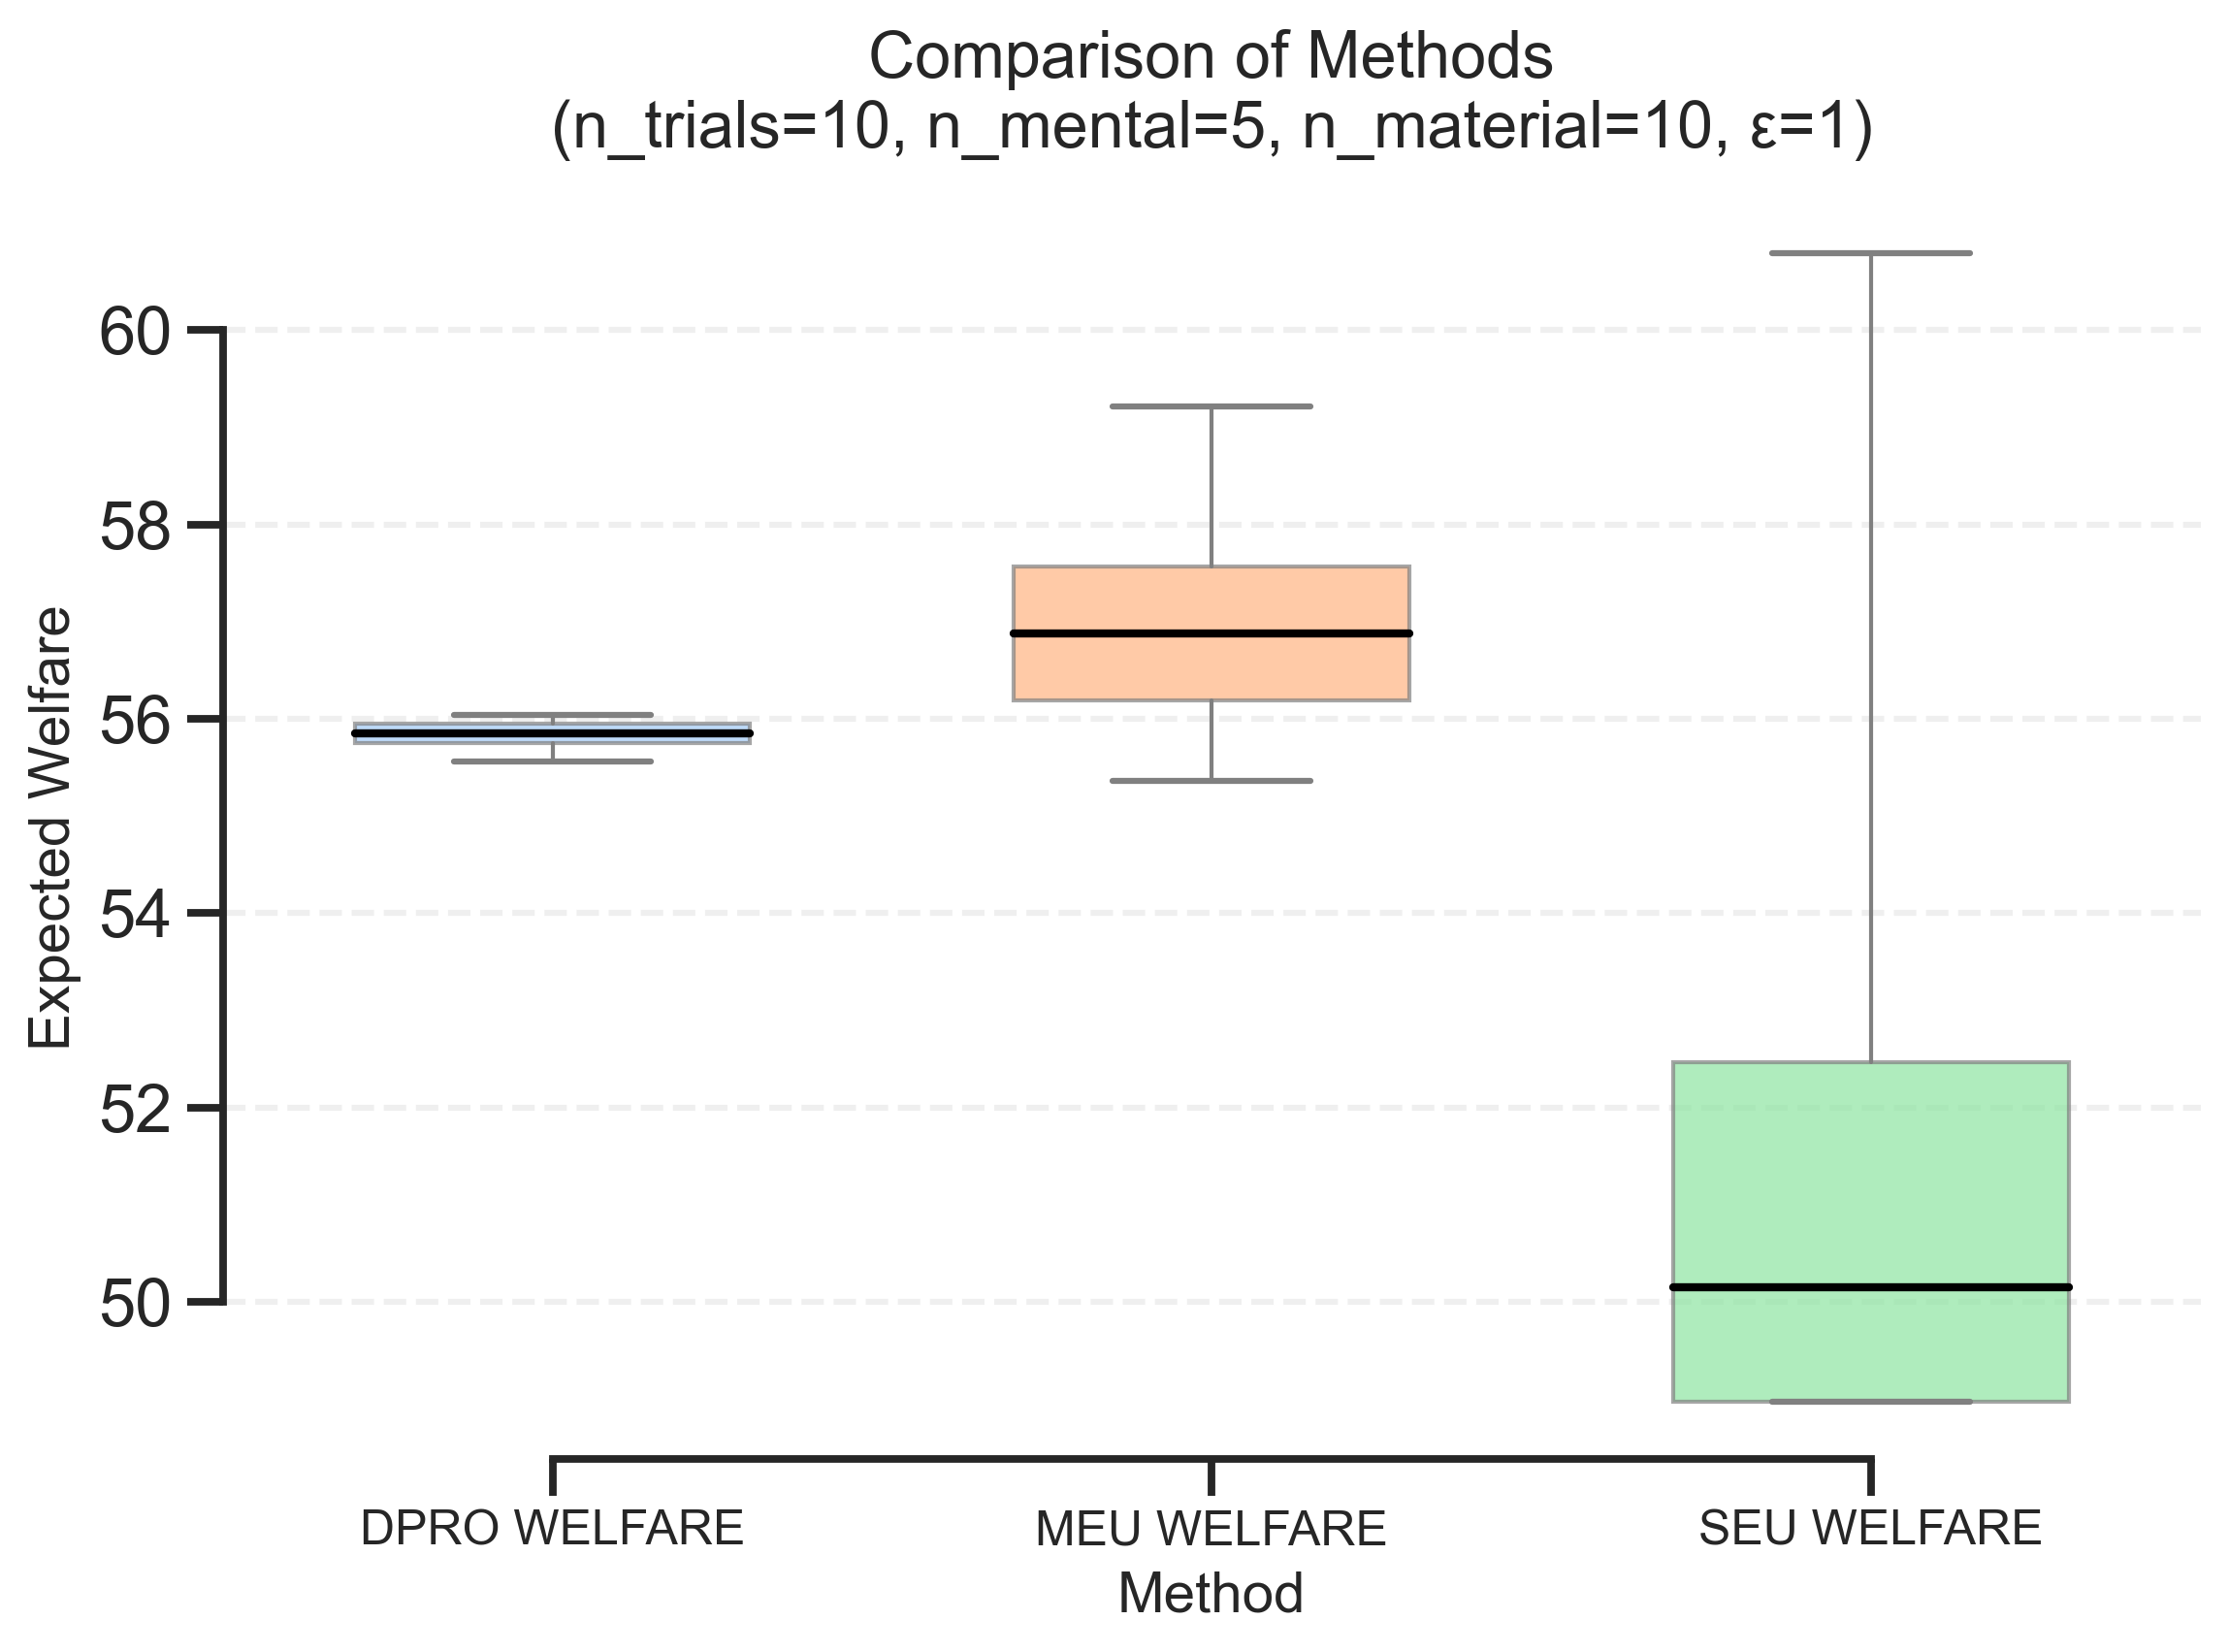 Comparison of Methods
(n_trials=10, n_mental=5, n_material=10, ε=1)
Expected Welfare
60
58
56
54
52
50
DPRO WELFARE
MEU WELFARE
SEU WELFARE
Method